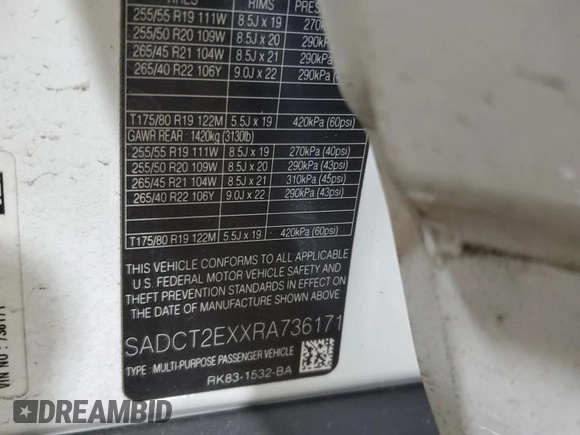 TIRES RIMS
255/55 R19 111W 8.5J x 19 270k
255/50 R20 109W 8.5J x 20 290kPa
265/45 R21 104W 8.5J x 21 290kPa
265/40 R22 106Y 9.0J x 22 290kPa
T175/80 R19 122M 5.5J x 19 420kPa (60psi)
GAWR REAR : 1420kg (3130lb)
255/55 R19 111W 8.5J x 19 270kPa (40psi)
255/50 R20 109W 8.5J x 20 290kPa (43psi)
265/45 R21 104W 8.5J x 21 310kPa (45psi)
265/40 R22 106Y 9.0J x 22 290kPa (43psi)
T175/80 R19 122M 5.5J x 19 420kPa (60psi)
THIS VEHICLE CONFORMS TO ALL APPLICABLE
U.S. FEDERAL MOTOR VEHICLE SAFETY AND
THEFT PREVENTION STANDARDS IN EFFECT ON
THE DATE OF MANUFACTURE SHOWN ABOVE.
SADCT2EXXRA736171
TYPE: MULTI-PURPOSE PASSENGER VEHICLE
RK83-1532-BA
VIN NO : 736171
DREAMBID